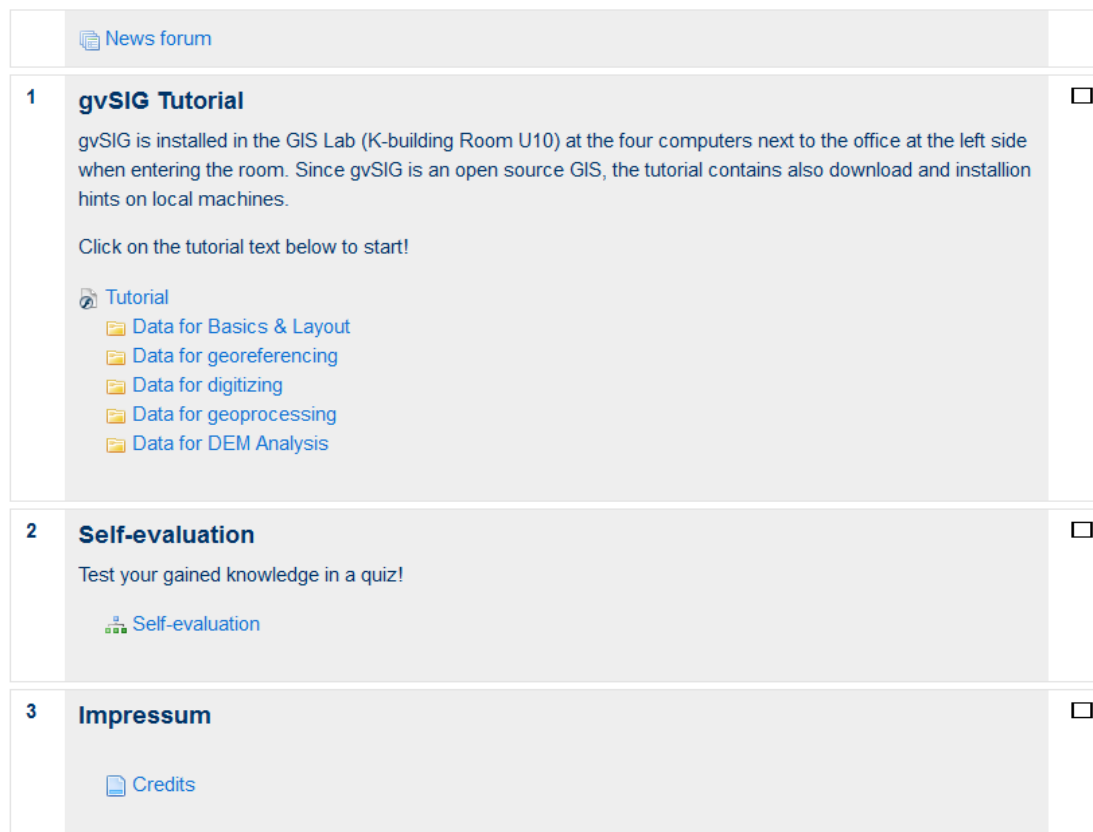 News forum
1
gvSIG Tutorial
gvSIG is installed in the GIS Lab (K-building Room U10) at the four computers next to the office at the left side
when entering the room. Since gvSIG is an open source GIS, the tutorial contains also download and installion
hints on local machines.
Click on the tutorial text below to start!
Tutorial
Data for Basics & Layout
Data for georeferencing
Data for digitizing
Data for geoprocessing
Data for DEM Analysis
2
Self-evaluation
Test your gained knowledge in a quiz!
Self-evaluation
3
Impressum
Credits